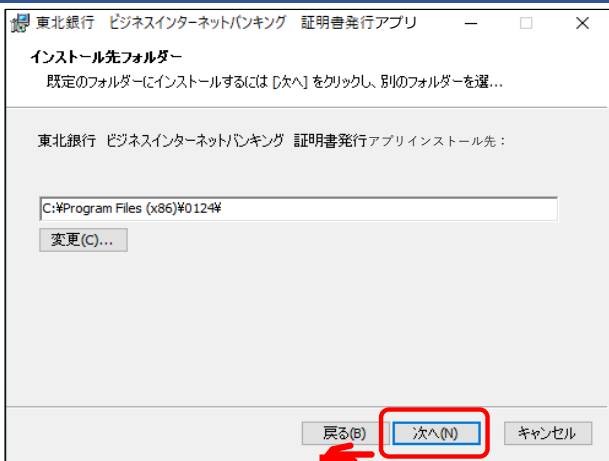 東北銀行　ビジネスインターネットバンキング　証明書発行アプリ
インストール先フォルダー
既定のフォルダーにインストールするには [次へ] をクリックし、別のフォルダーを選...
東北銀行　ビジネスインターネットバンキング　証明書発行アプリインストール先：
C:¥Program Files (x86)¥0124¥
変更(C)...
戻る(B) 次へ(N) キャンセル